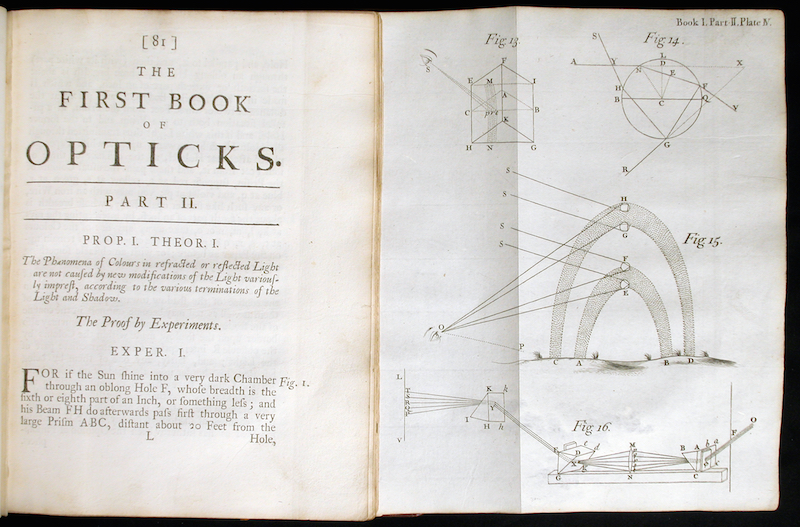 [81]
THE
FIRST BOOK
OF
OPTICKS.
PART II.
PROP. I. THEOR. I.
The Phænomena of Colours in refracted or reflected Light
are not caused by new modifications of the Light various-
ly imprest, according to the various terminations of the
Light and Shadow.
The Proof by Experiments.
EXPER. I.
FOR if the Sun shine into a very dark Chamber Fig. 1.
through an oblong Hole F, whose breadth is the
sixth or eighth part of an Inch, or something less; and
his Beam FH do afterwards pass first through a very
large Prism ABC, distant about 20 Feet from the
L Hole,
Book I. Part II. Plate IV.
Fig. 13.
S
F
E M I
A
C B
p r t
K
H N G
Fig. 14.
S
L
A Y D X
N E
H F
B C Q
Y
G
R
Fig. 15.
S
H
S
G
S
F
S
E
O
P
C A B D
Fig. 16.
L
T
S
R
Q
P
V
K h
Y
I
H h
O
F
M
B A
E D d
X
G N C